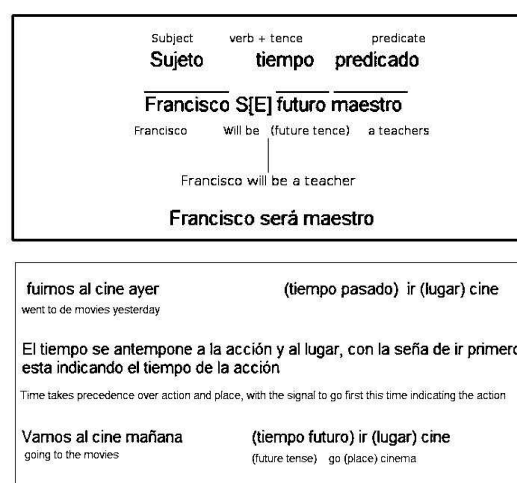 Subject verb + tence predicate
Sujeto tiempo predicado
Francisco S[E] futuro maestro
Francisco Will be (future tence) a teachers
Francisco will be a teacher
Francisco será maestro
fuimos al cine ayer (tiempo pasado) ir (lugar) cine
went to de movies yesterday
El tiempo se antempone a la acción y al lugar, con la seña de ir primero
esta indicando el tiempo de la acción
Time takes precedence over action and place, with the signal to go first this time indicating the action
Vamos al cine mañana (tiempo futuro) ir (lugar) cine
going to the movies (future tense) go (place) cinema